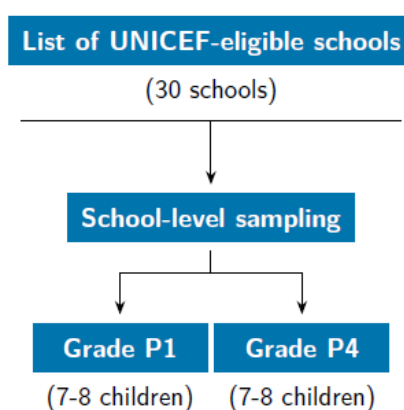 List of UNICEF-eligible schools
(30 schools)
School-level sampling
Grade P1 Grade P4
(7-8 children) (7-8 children)